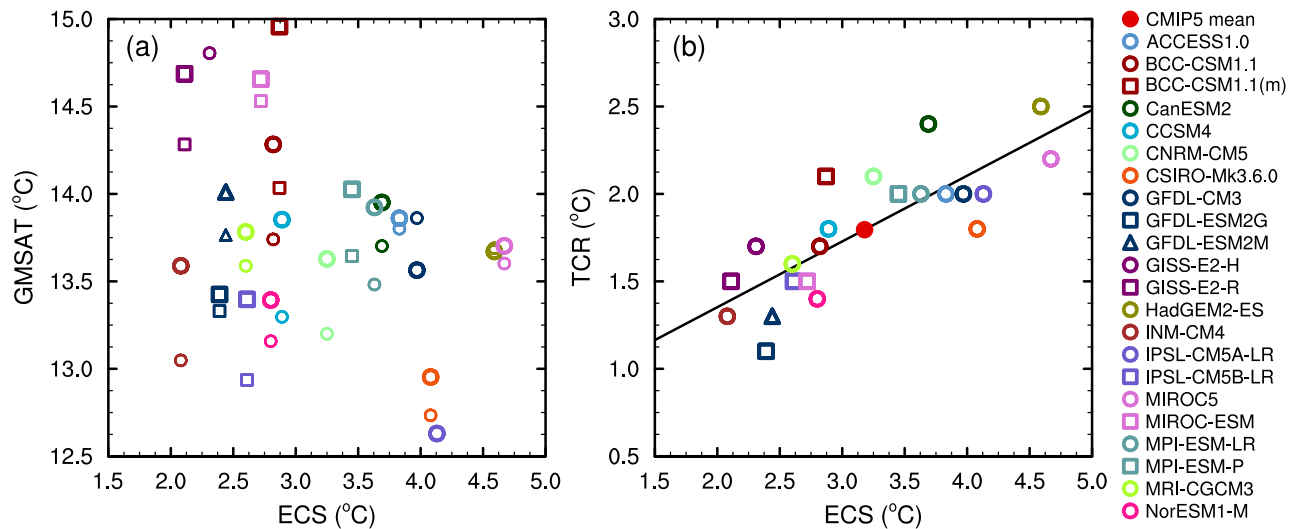 (a)
GMSAT (°C)
15.0
14.5
14.0
13.5
13.0
12.5
1.5 2.0 2.5 3.0 3.5 4.0 4.5 5.0
ECS (°C)
(b)
TCR (°C)
3.0
2.5
2.0
1.5
1.0
0.5
1.5 2.0 2.5 3.0 3.5 4.0 4.5 5.0
ECS (°C)
CMIP5 mean
ACCESS1.0
BCC-CSM1.1
BCC-CSM1.1(m)
CanESM2
CCSM4
CNRM-CM5
CSIRO-Mk3.6.0
GFDL-CM3
GFDL-ESM2G
GFDL-ESM2M
GISS-E2-H
GISS-E2-R
HadGEM2-ES
INM-CM4
IPSL-CM5A-LR
IPSL-CM5B-LR
MIROC5
MIROC-ESM
MPI-ESM-LR
MPI-ESM-P
MRI-CGCM3
NorESM1-M